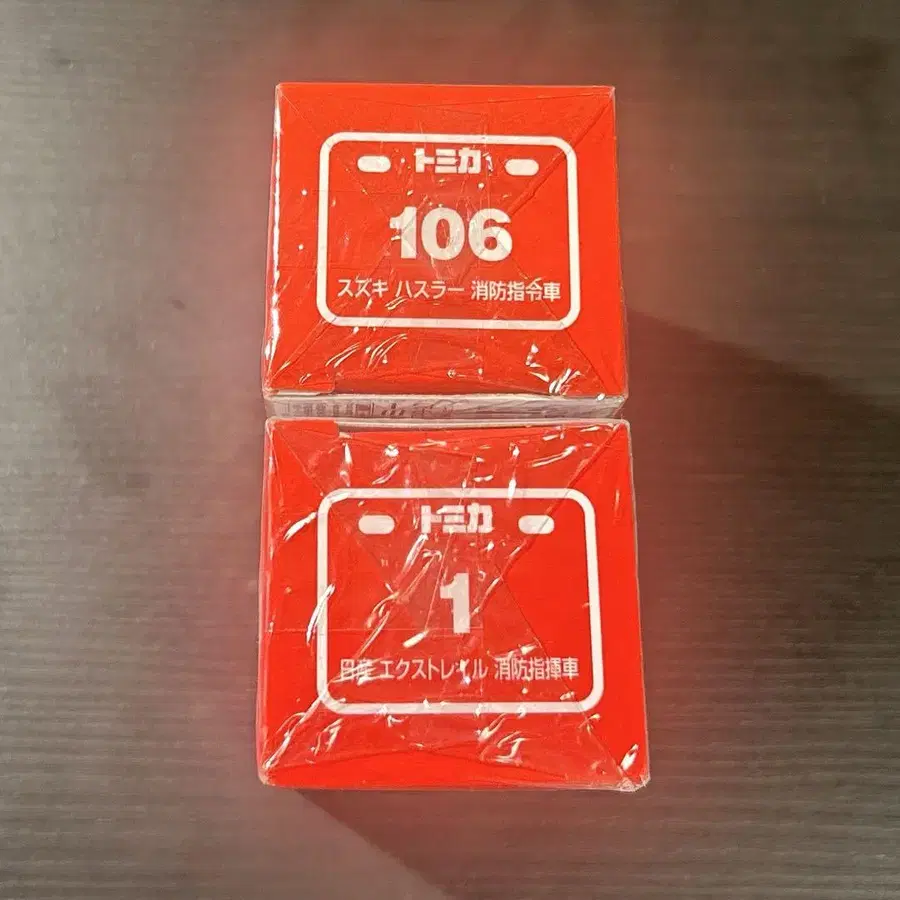 トミカ
106
スズキ ハスラー 消防指令車
トミカ
1
日産 エクストレイル 消防指揮車